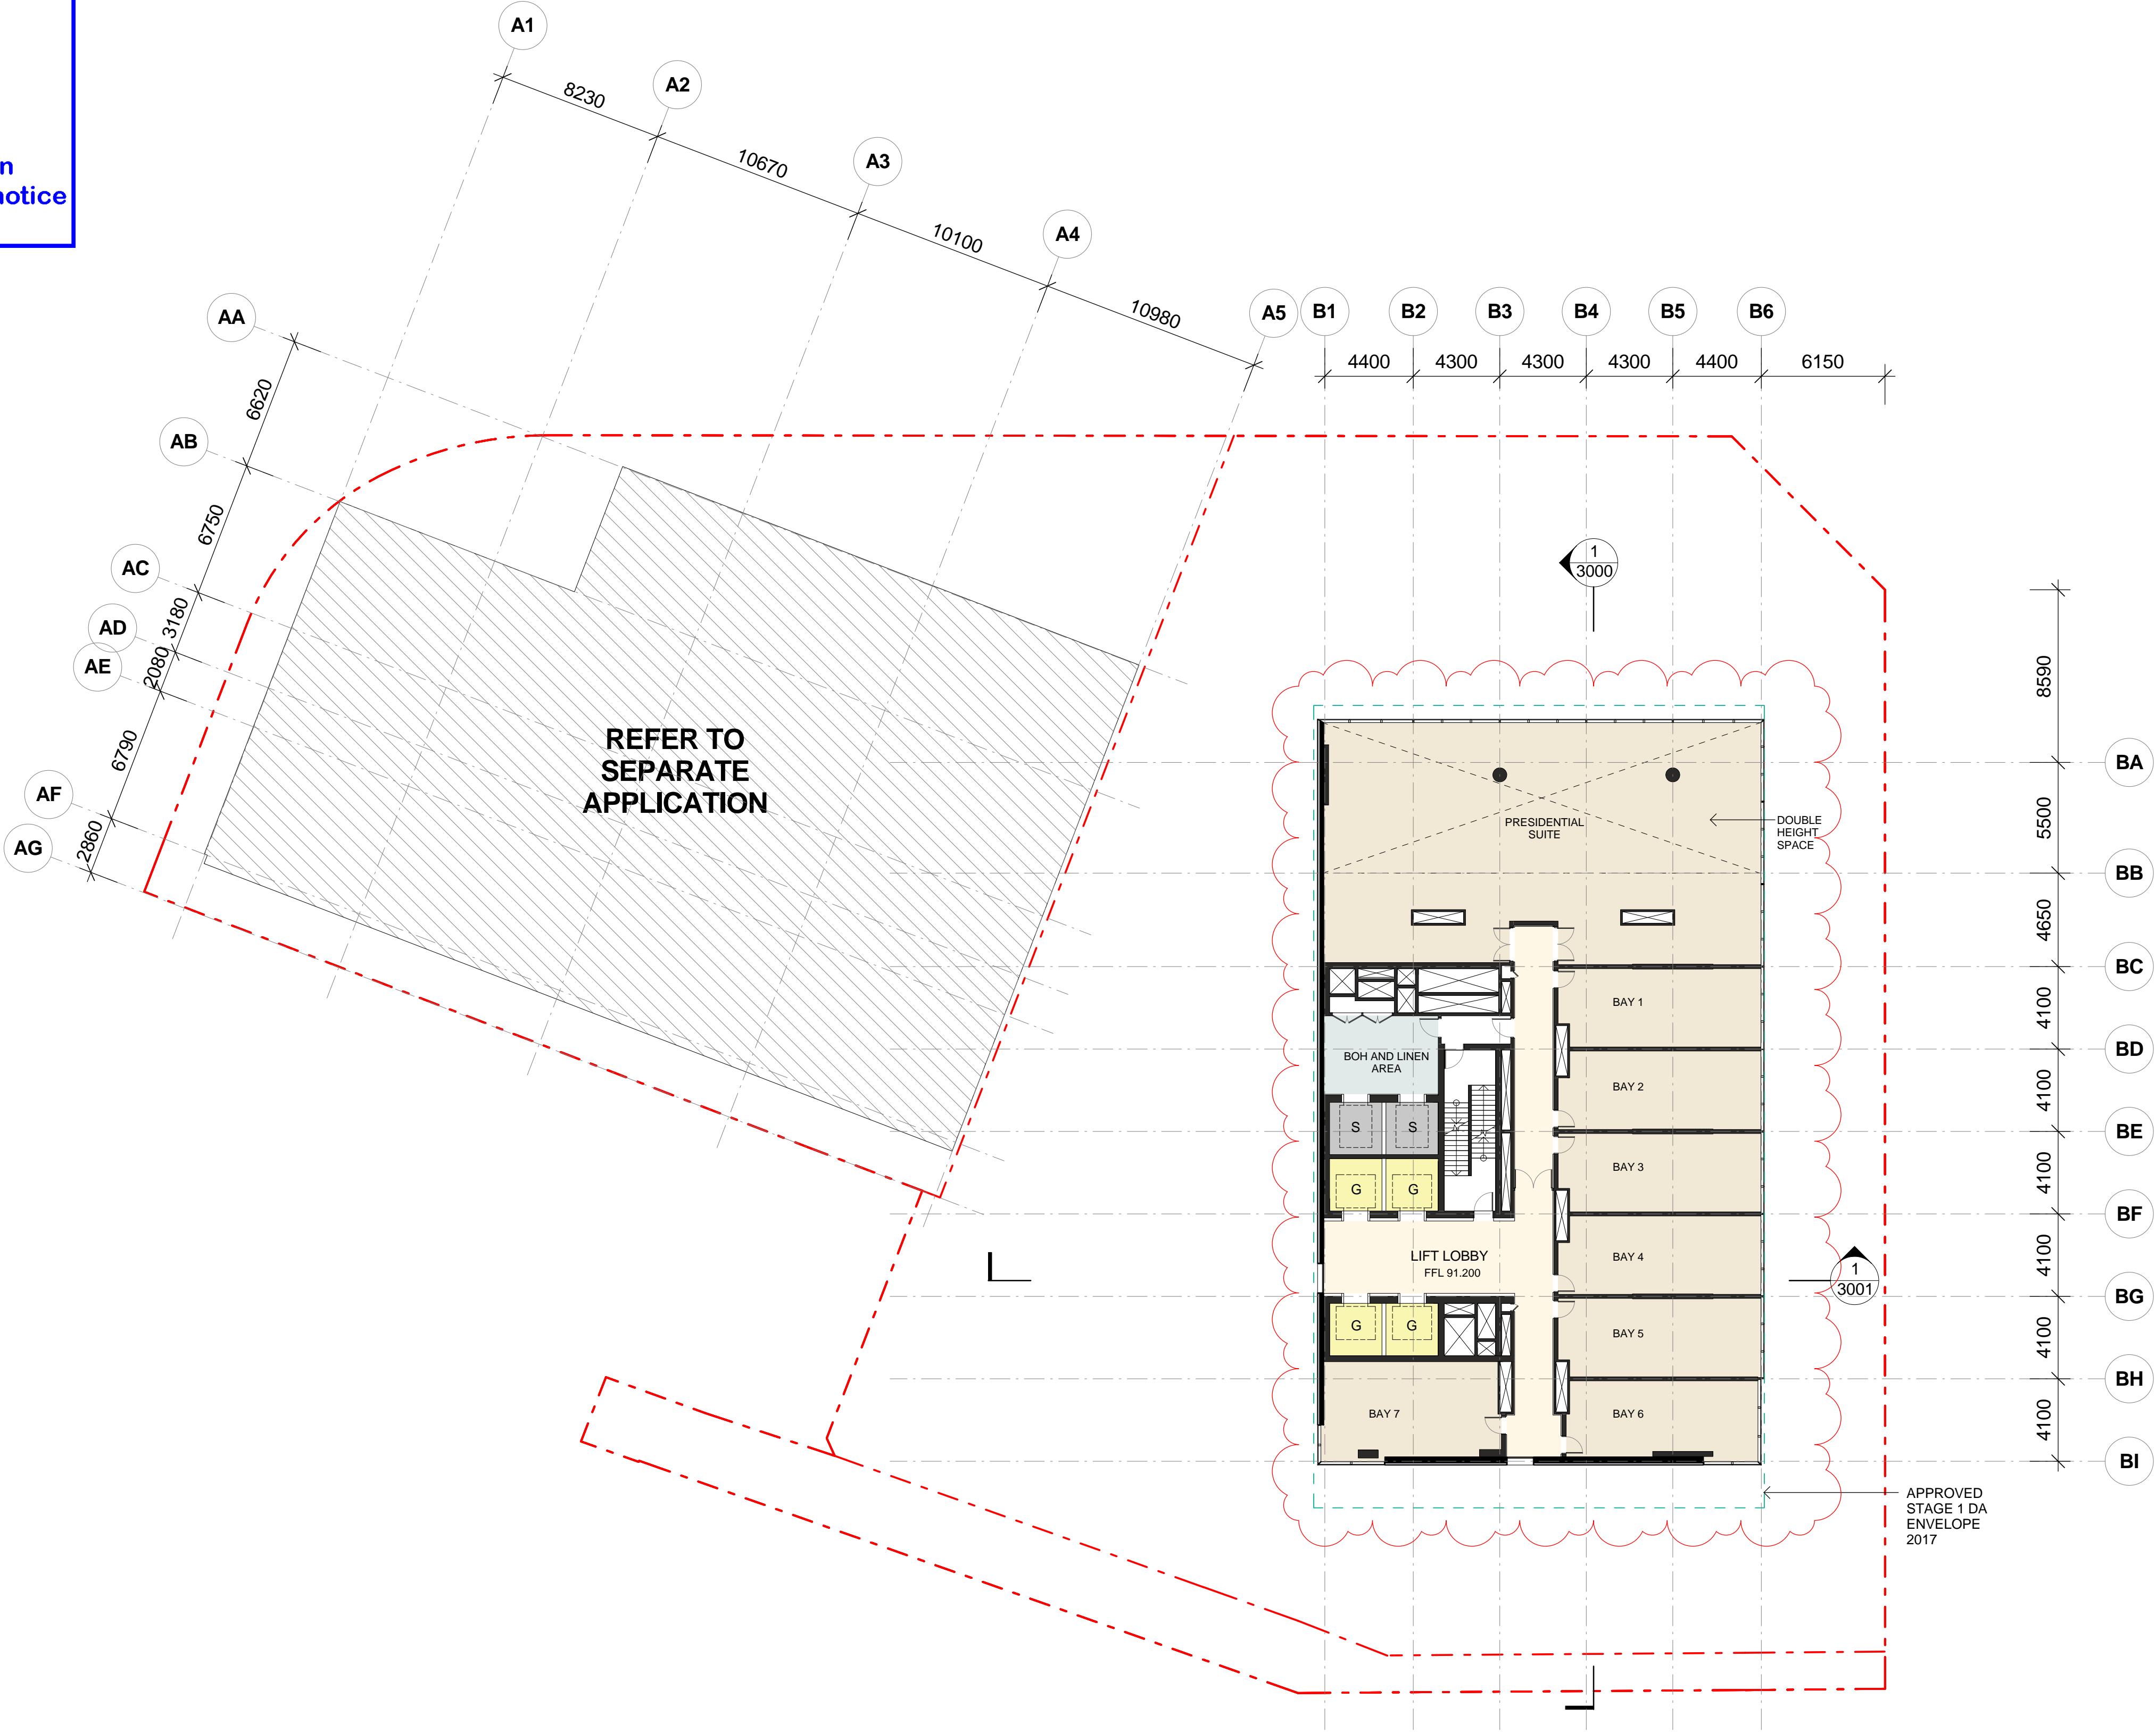 n
notice
A1
A2
A3
A4
A5
8230
10670
10100
10980
AA
AB
AC
AD
AE
AF
AG
6620
6750
3180
2080
6790
2860
B1
B2
B3
B4
B5
B6
4400
4300
4300
4300
4400
6150
1
3000
REFER TO
SEPARATE
APPLICATION
PRESIDENTIAL
SUITE
DOUBLE
HEIGHT
SPACE
BAY 1
BOH AND LINEN
AREA
BAY 2
S
S
BAY 3
G
G
LIFT LOBBY
FFL 91.200
BAY 4
1
3001
G
G
BAY 5
BAY 7
BAY 6
APPROVED
STAGE 1 DA
ENVELOPE
2017
8590
5500
4650
4100
4100
4100
4100
4100
4100
BA
BB
BC
BD
BE
BF
BG
BH
BI